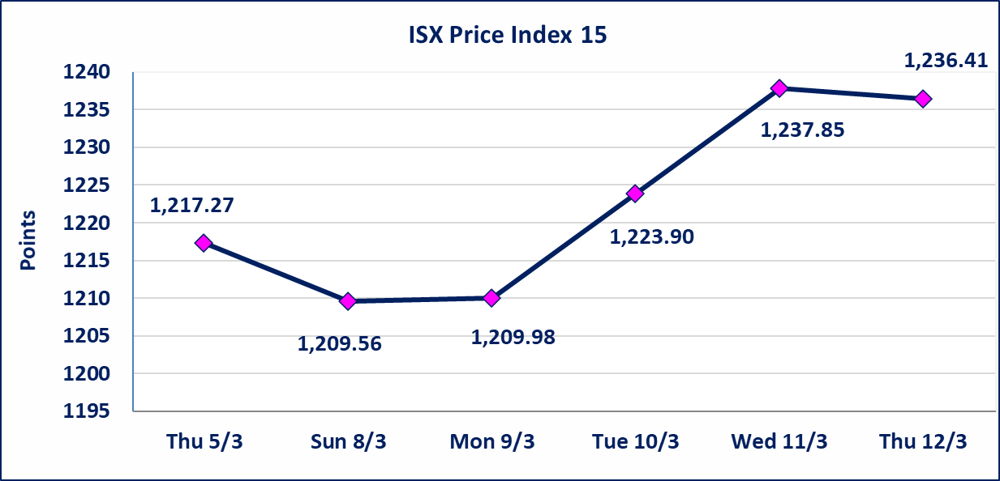 ISX Price Index 15
1240
1235
1230
1225
1220
1215
1210
1205
1200
1195
Points
1,217.27
1,209.56
1,209.98
1,223.90
1,237.85
1,236.41
Thu 5/3
Sun 8/3
Mon 9/3
Tue 10/3
Wed 11/3
Thu 12/3